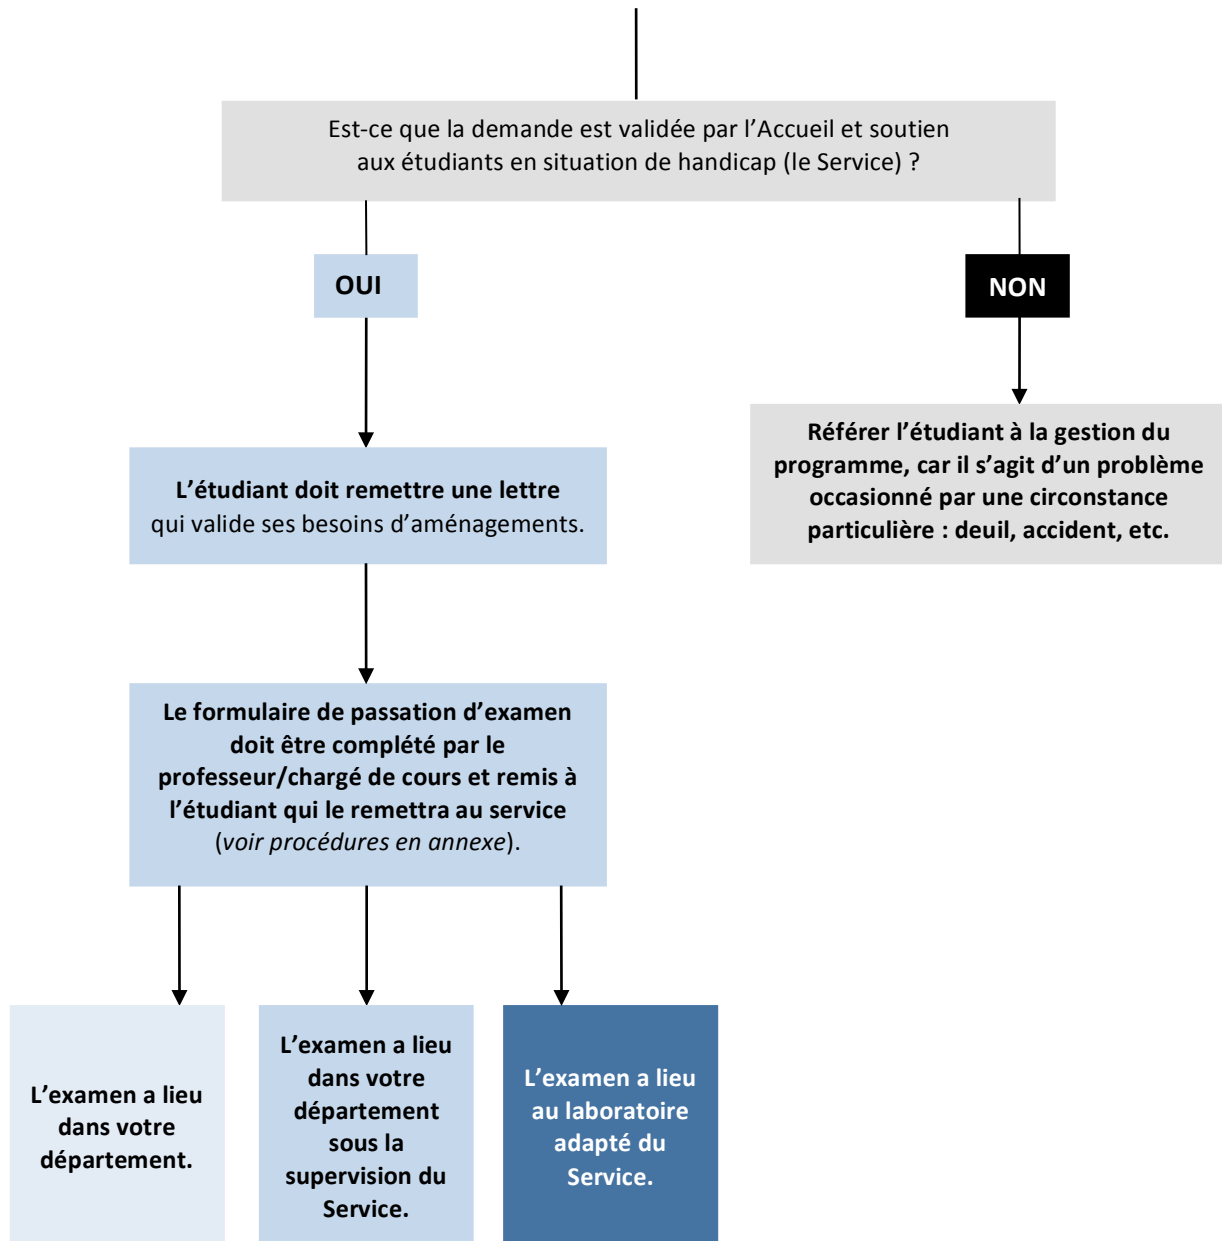 Est-ce que la demande est validée par l’Accueil et soutien
aux étudiants en situation de handicap (le Service) ?
OUI
NON
L’étudiant doit remettre une lettre
qui valide ses besoins d’aménagements.
Référer l’étudiant à la gestion du
programme, car il s’agit d’un problème
occasionné par une circonstance
particulière : deuil, accident, etc.
Le formulaire de passation d’examen
doit être complété par le
professeur/chargé de cours et remis à
l’étudiant qui le remettra au service
(voir procédures en annexe).
L’examen a lieu
dans votre
département.
L’examen a lieu
dans votre
département
sous la
supervision du
Service.
L’examen a lieu
au laboratoire
adapté du
Service.